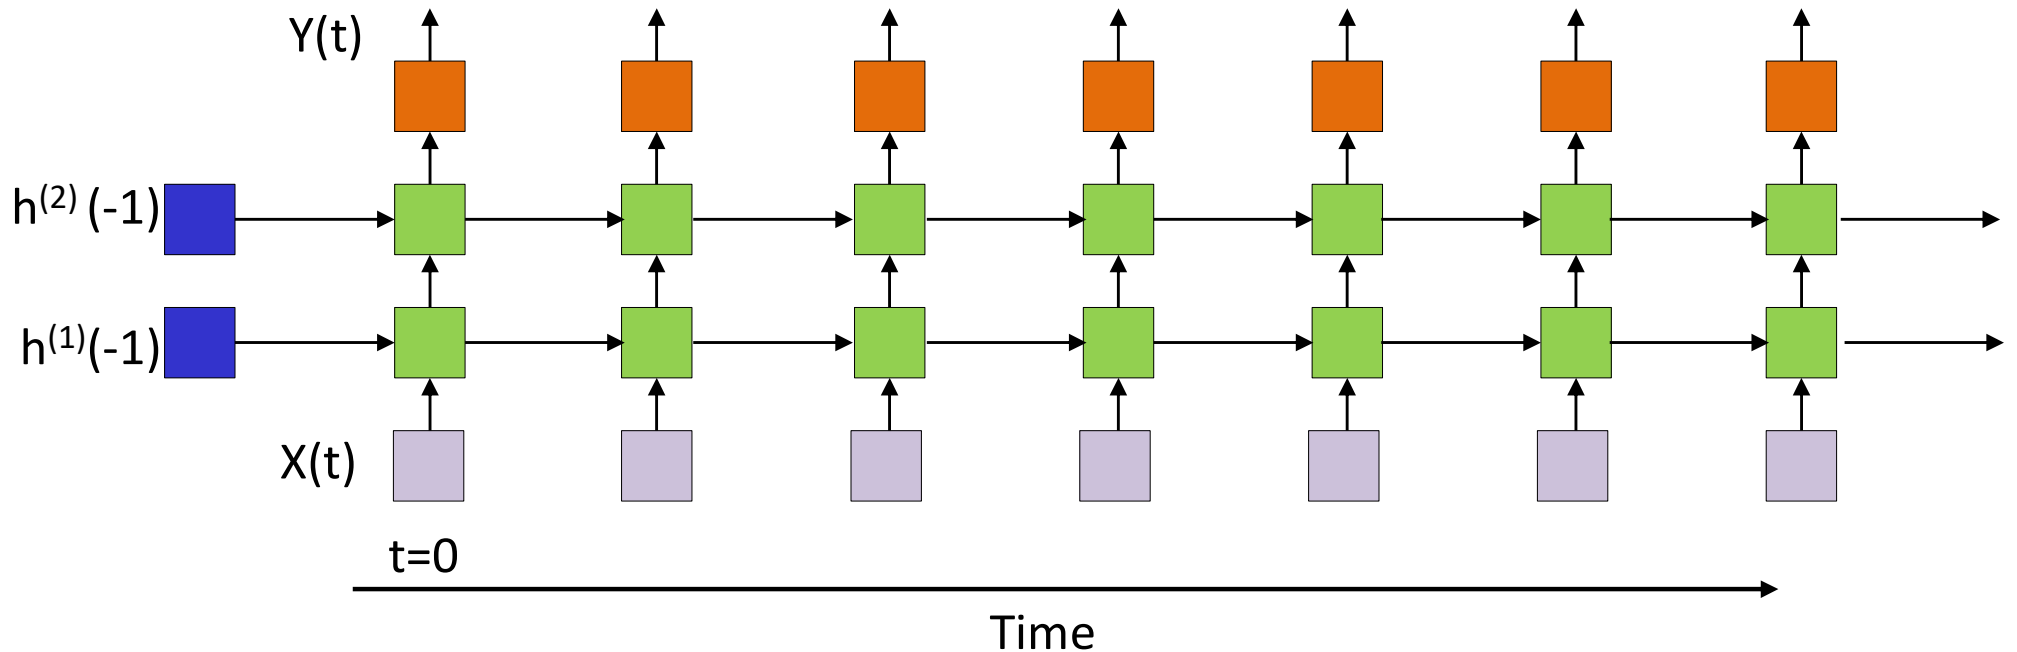 Y(t)
h⁽²⁾ (-1)
h⁽¹⁾(-1)
X(t)
t=0
Time